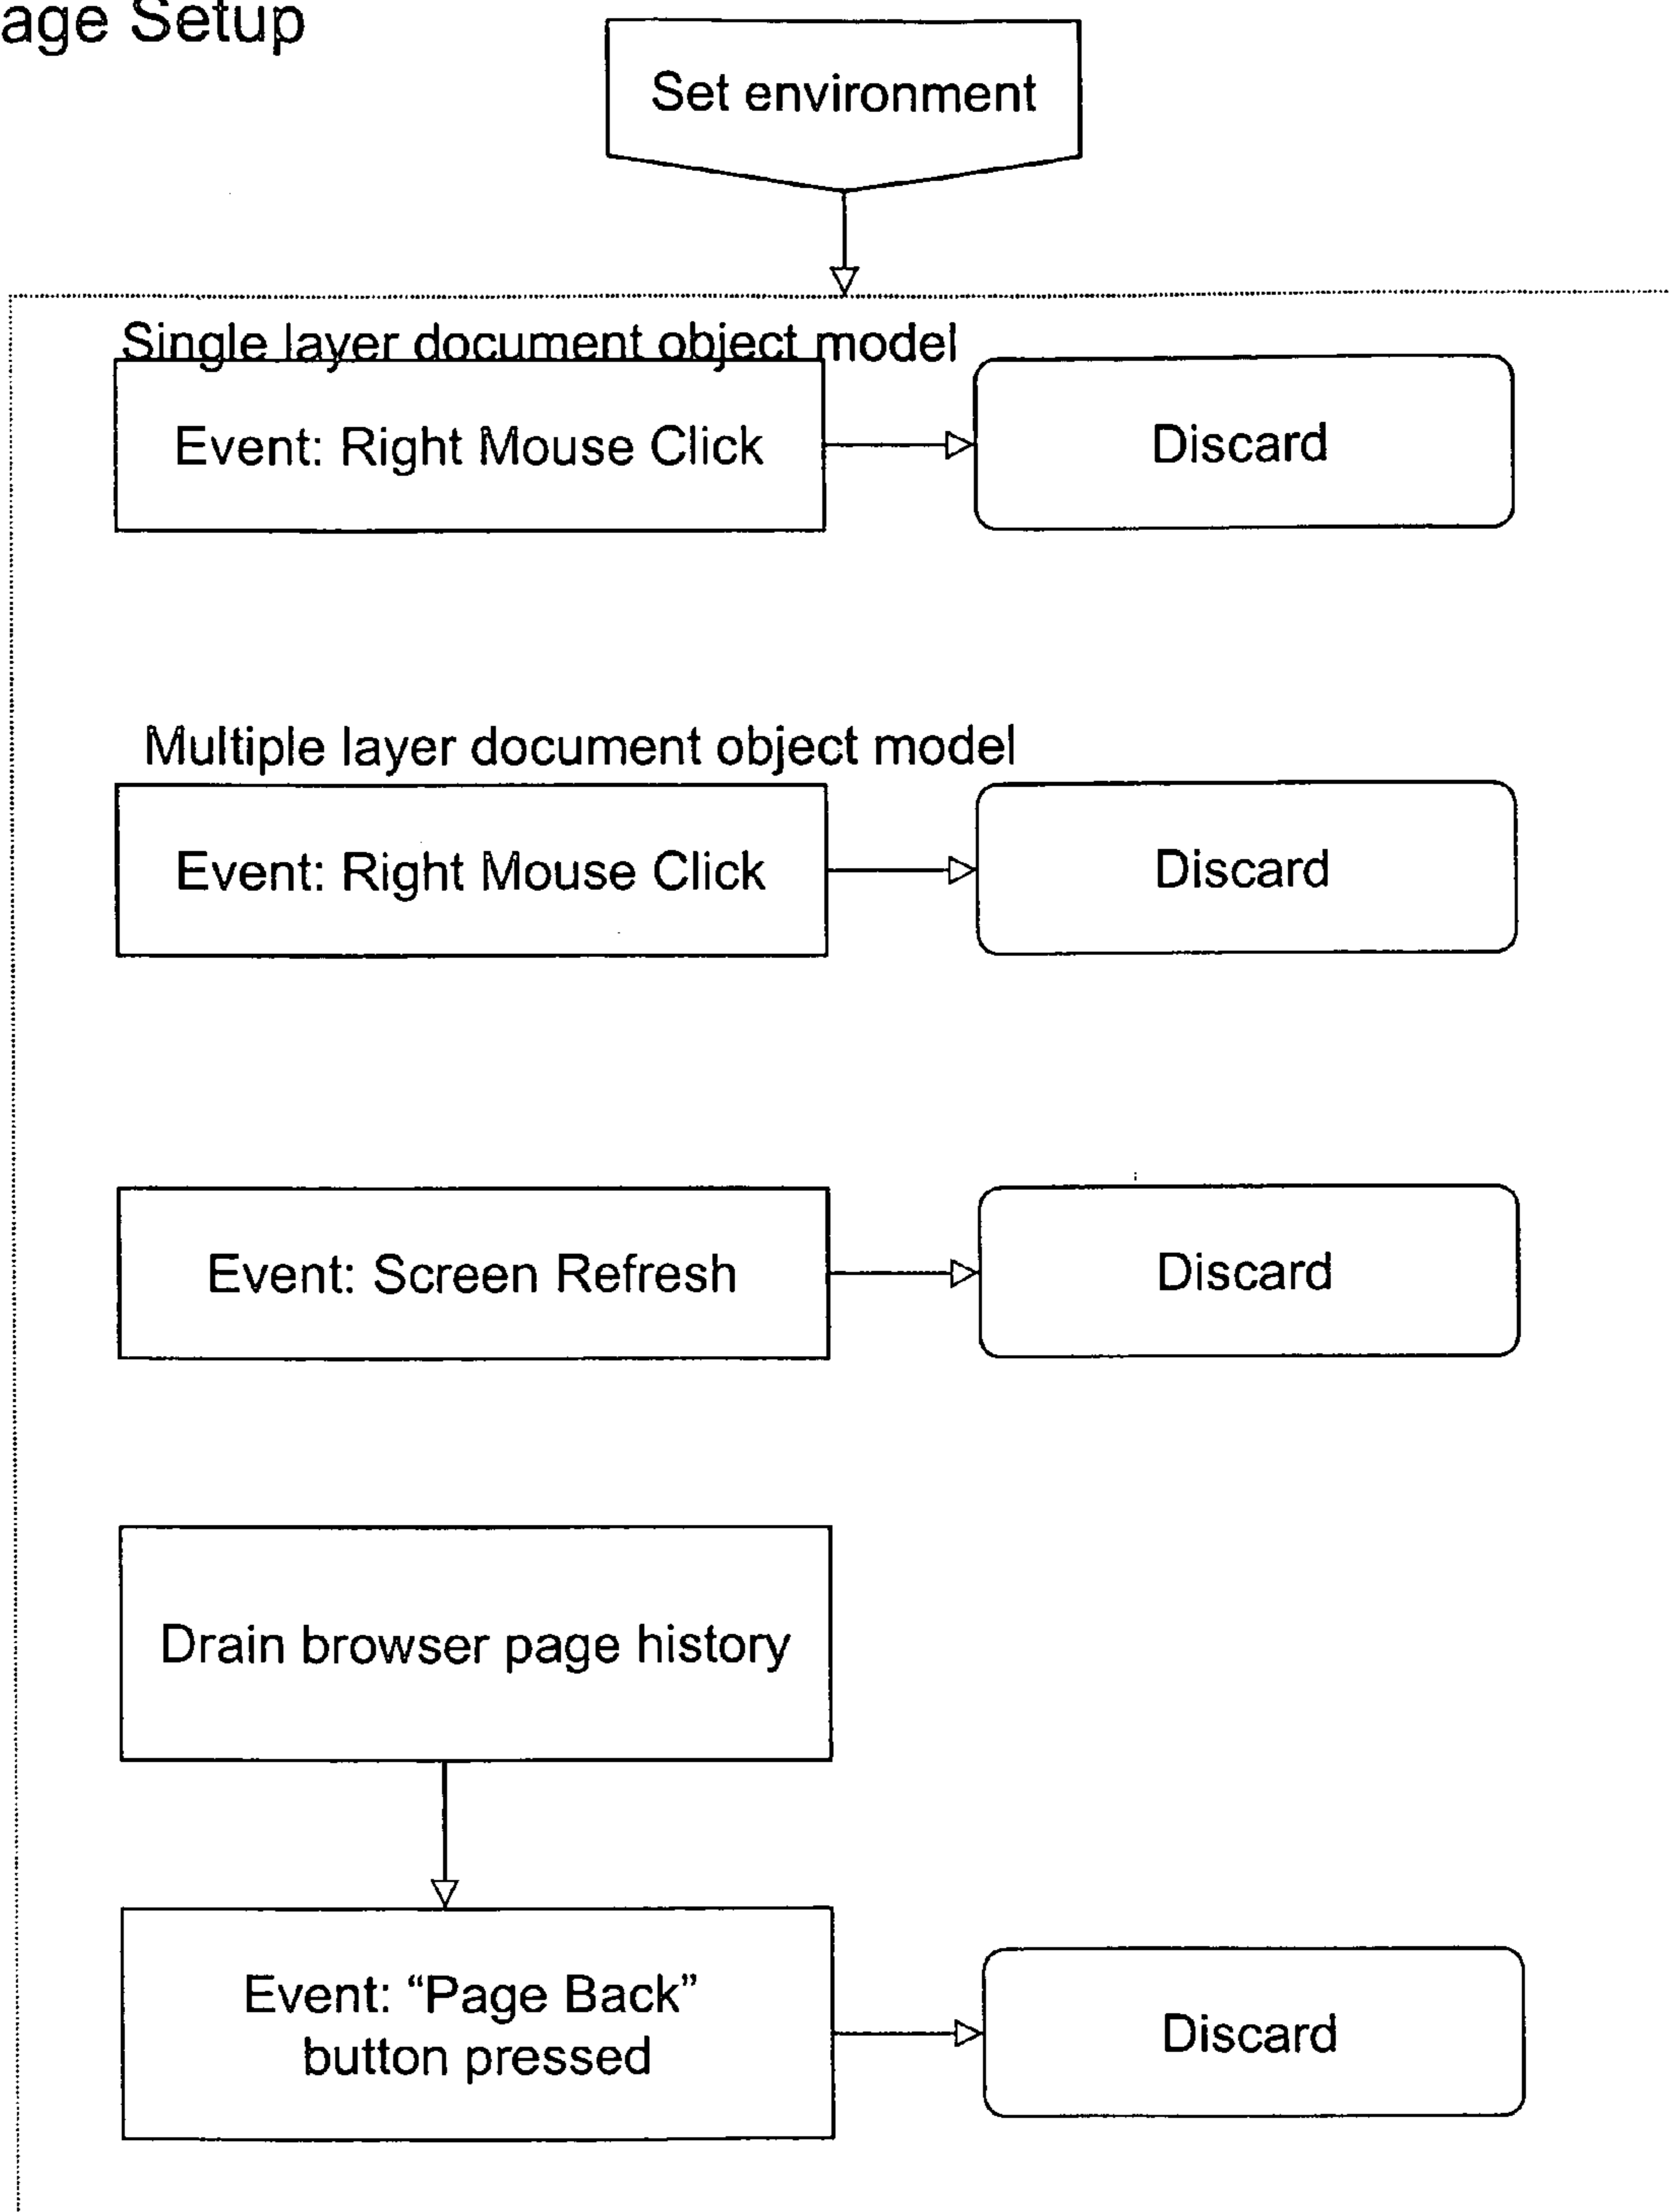 age Setup
Set environment
Single layer document object model
Event: Right Mouse Click
Discard
Multiple layer document object model
Event: Right Mouse Click
Discard
Event: Screen Refresh
Discard
Drain browser page history
Event: “Page Back”
button pressed
Discard